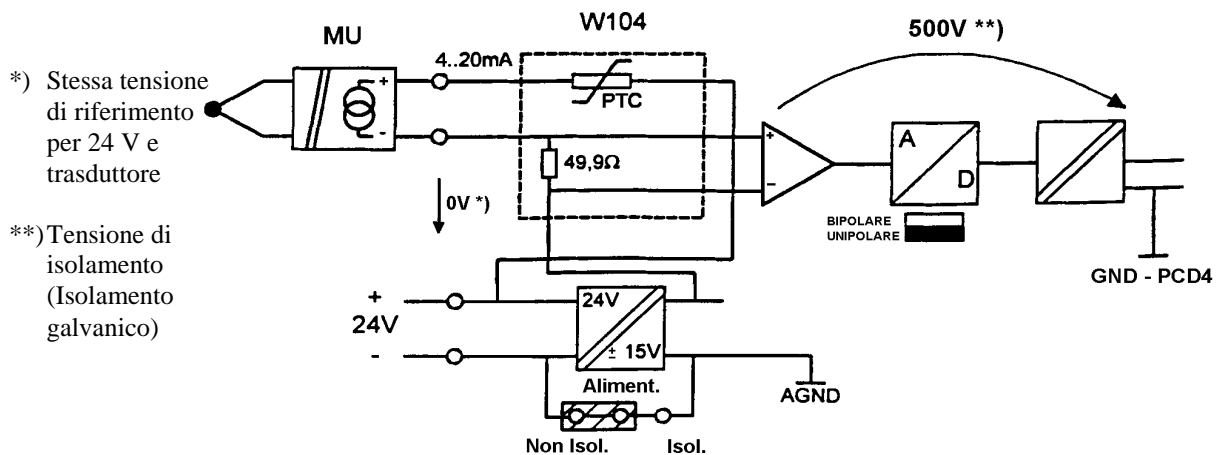 W104
500V **)
MU
4..20mA
PTC
*) Stessa tensione
di riferimento
per 24 V e
trasduttore
+
-
49,9Ω
+
-
A
D
0V *)
BIPOLARE
UNIPOLARE
**) Tensione di
isolamento
(Isolamento
galvanico)
GND - PCD4
+
24V
-
24V
± 15V
Aliment.
AGND
Non Isol.
Isol.